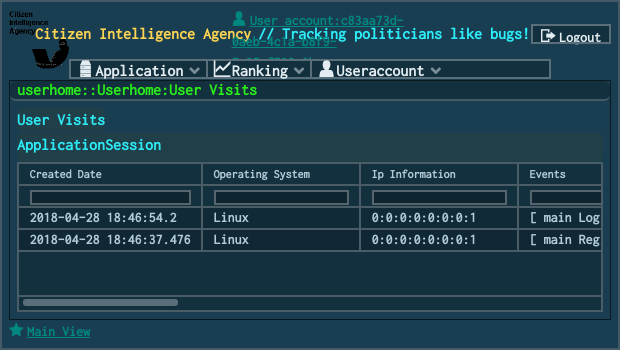 Citizen
Intelligence
Agency
User account:c83aa73d-
Citizen Intelligence Agency // Tracking politicians like bugs!
Logout
Application
Ranking
Useraccount
userhome::Userhome:User Visits
User Visits
ApplicationSession
Created Date Operating System Ip Information Events
2018-04-28 18:46:54.2 Linux 0:0:0:0:0:0:0:1 [ main Log
2018-04-28 18:46:37.476 Linux 0:0:0:0:0:0:0:1 [ main Reg
Main View